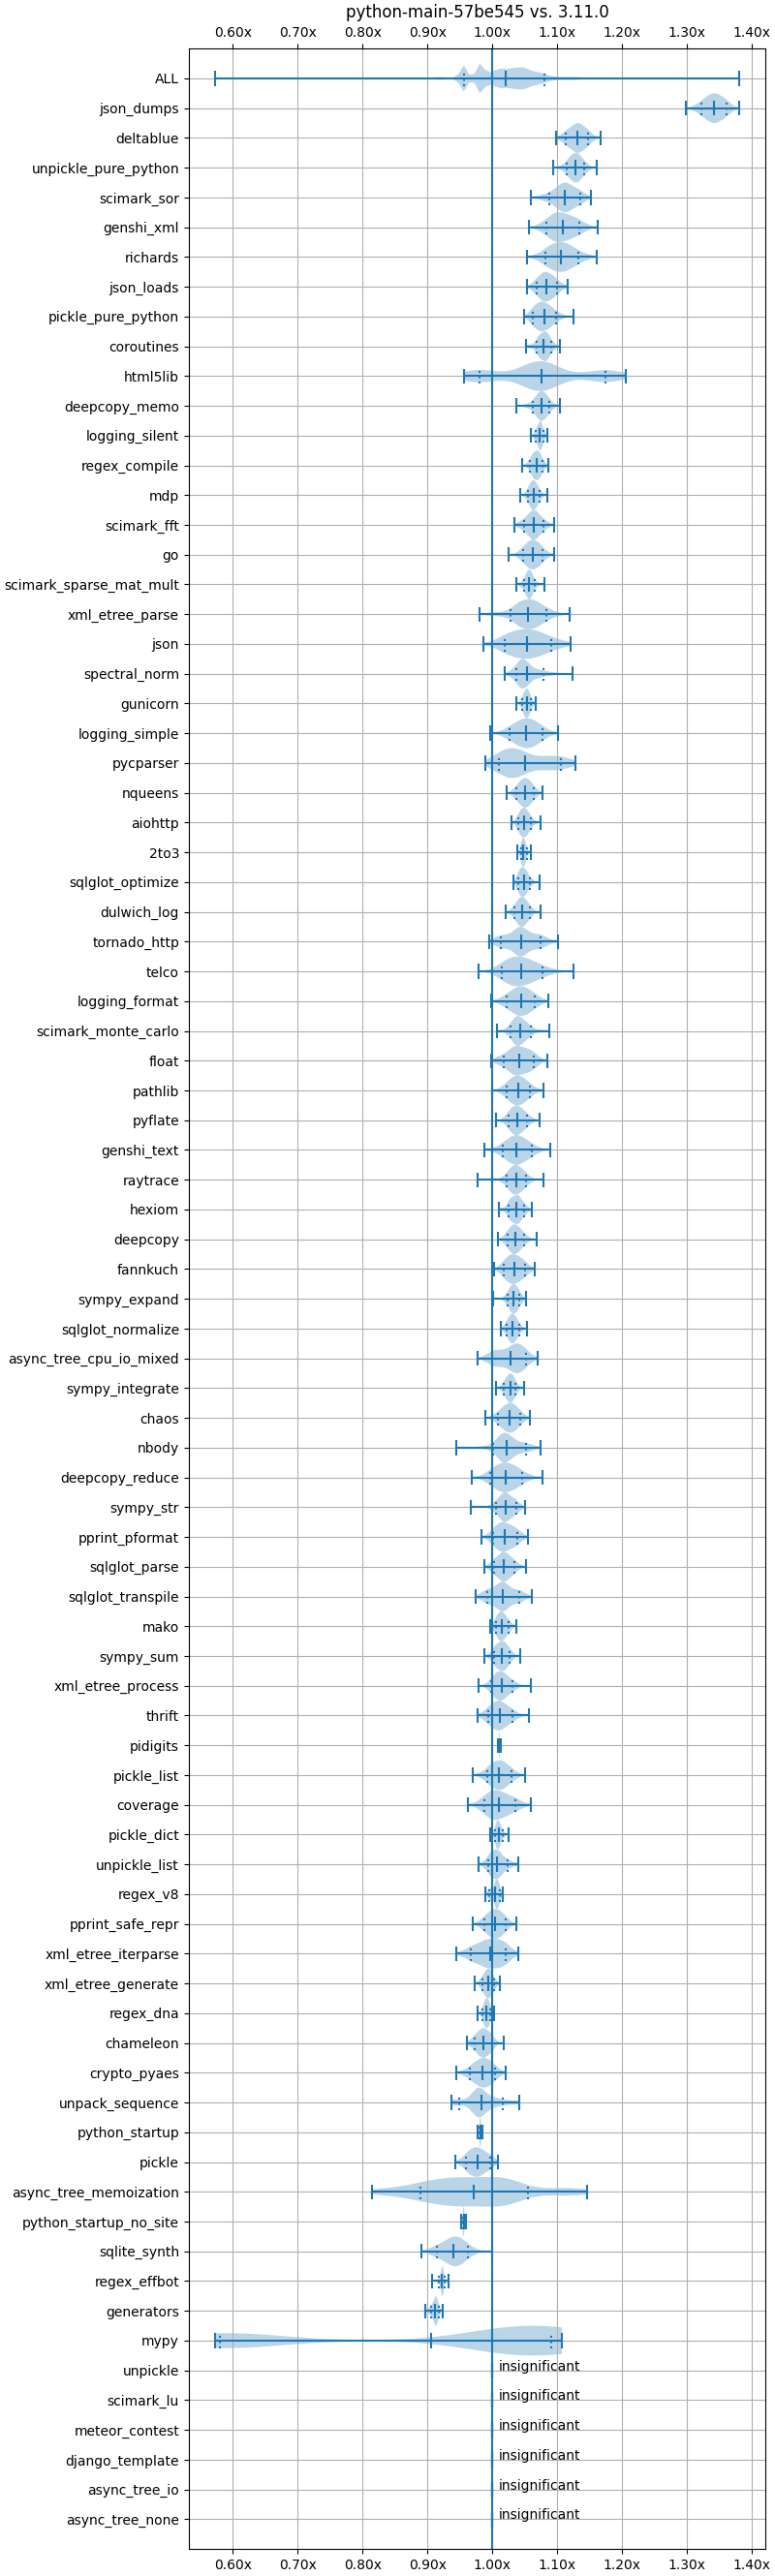 python-main-57be545 vs. 3.11.0
0.60x 0.70x 0.80x 0.90x 1.00x 1.10x 1.20x 1.30x 1.40x
ALL
json_dumps
deltablue
unpickle_pure_python
scimark_sor
genshi_xml
richards
json_loads
pickle_pure_python
coroutines
html5lib
deepcopy_memo
logging_silent
regex_compile
mdp
scimark_fft
go
scimark_sparse_mat_mult
xml_etree_parse
json
spectral_norm
gunicorn
logging_simple
pycparser
nqueens
aiohttp
2to3
sqlglot_optimize
dulwich_log
tornado_http
telco
logging_format
scimark_monte_carlo
float
pathlib
pyflate
genshi_text
raytrace
hexiom
deepcopy
fannkuch
sympy_expand
sqlglot_normalize
async_tree_cpu_io_mixed
sympy_integrate
chaos
nbody
deepcopy_reduce
sympy_str
pprint_pformat
sqlglot_parse
sqlglot_transpile
mako
sympy_sum
xml_etree_process
thrift
pidigits
pickle_list
coverage
pickle_dict
unpickle_list
regex_v8
pprint_safe_repr
xml_etree_iterparse
xml_etree_generate
regex_dna
chameleon
crypto_pyaes
unpack_sequence
python_startup
pickle
async_tree_memoization
python_startup_no_site
sqlite_synth
regex_effbot
generators
mypy
unpickle insignificant
scimark_lu insignificant
meteor_contest insignificant
django_template insignificant
async_tree_io insignificant
async_tree_none insignificant
0.60x 0.70x 0.80x 0.90x 1.00x 1.10x 1.20x 1.30x 1.40x